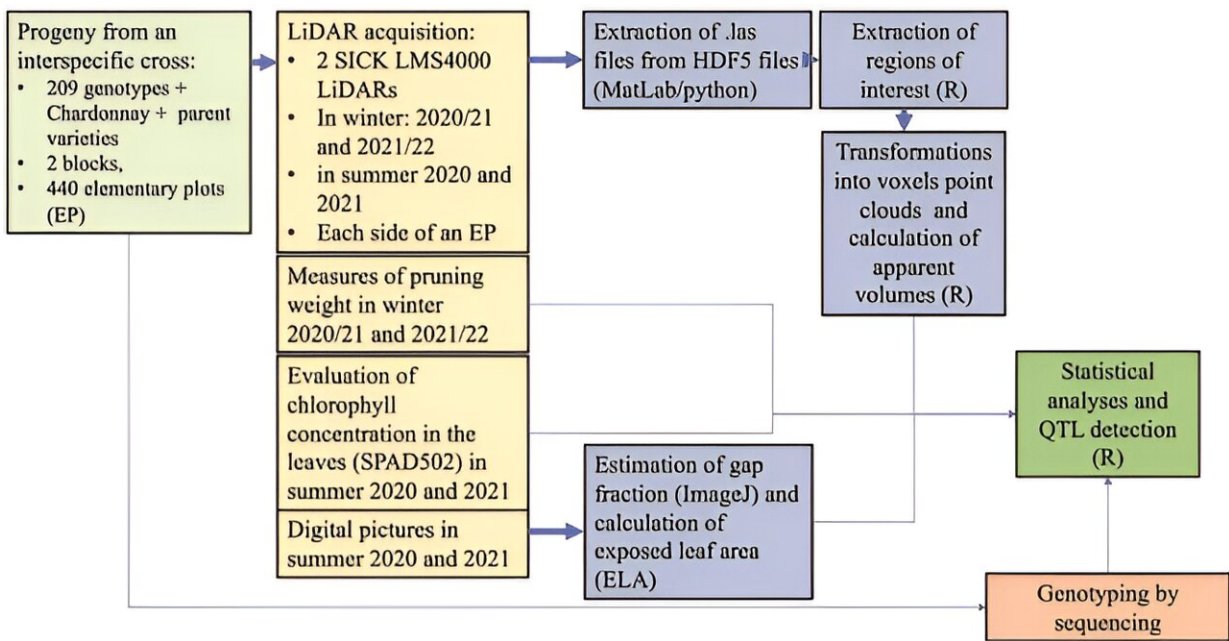 Progeny from an
interspecific cross:
• 209 genotypes +
Chardonnay + parent
varieties
• 2 blocks,
• 440 elementary plots
(EP)
LiDAR acquisition:
• 2 SICK LMS4000
LiDARs
• In winter: 2020/21
and 2021/22
• in summer 2020 and
2021
• Each side of an EP
Measures of pruning
weight in winter
2020/21 and 2021/22
Evaluation of
chlorophyll
concentration in the
leaves (SPAD502) in
summer 2020 and 2021
Digital pictures in
summer 2020 and 2021
Extraction of .las
files from HDF5 files
(MatLab/python)
Extraction of
regions of
interest (R)
Transformations
into voxels point
clouds and
calculation of
apparent
volumes (R)
Estimation of gap
fraction (ImageJ) and
calculation of
exposed leaf area
(ELA)
Statistical
analyses and
QTL detection
(R)
Genotyping by
sequencing